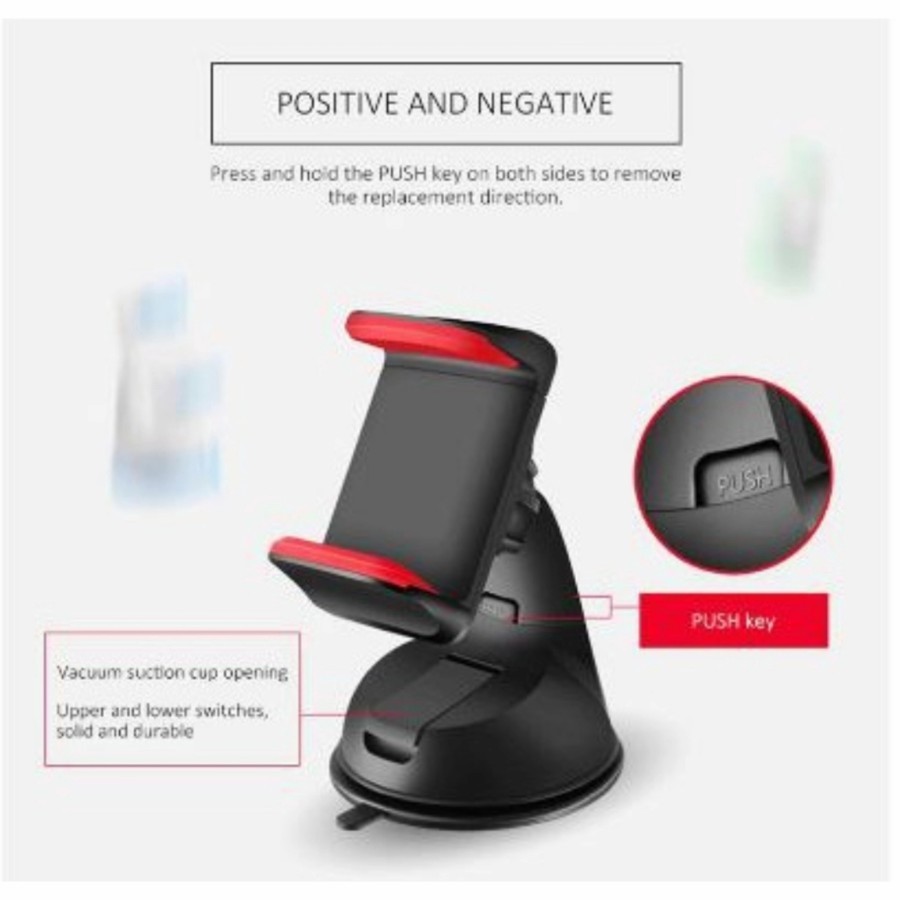 POSITIVE AND NEGATIVE
Press and hold the PUSH key on both sides to remove
the replacement direction.
PUSH
PUSH key
Vacuum suction cup opening
Upper and lower switches,
solid and durable